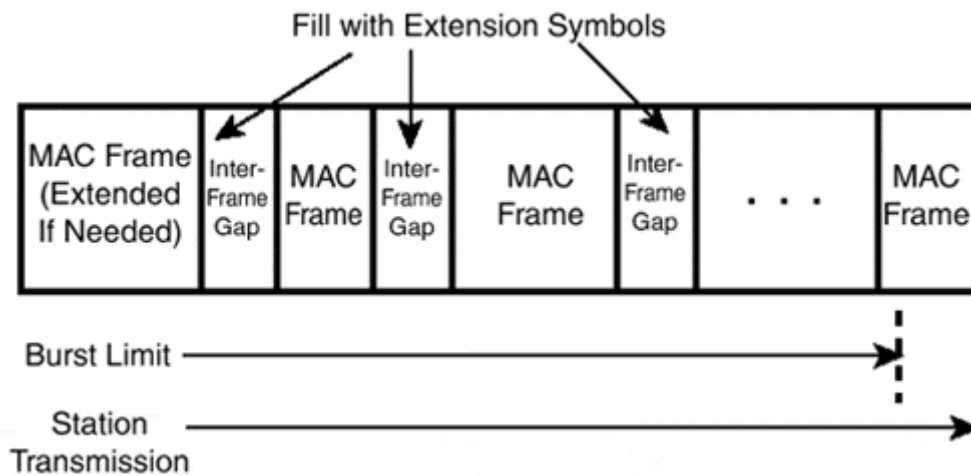 Fill with Extension Symbols
MAC Frame
(Extended
If Needed)
Inter-
Frame
Gap
MAC
Frame
Inter-
Frame
Gap
MAC
Frame
Inter-
Frame
Gap
. . .
MAC
Frame
Burst Limit
Station
Transmission